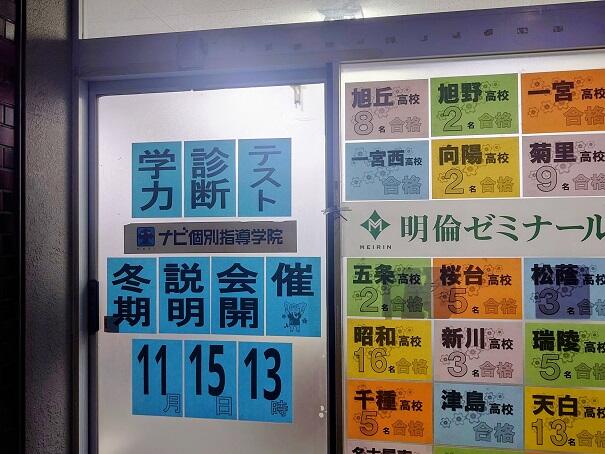 学力 診断 テスト
ナビ個別指導学院
冬期 説明 会開 催
11月 15日 13時
旭丘高校 8名合格
旭野高校 2名合格
一宮高校 合格
一宮西高校 合格
向陽高校 2名合格
菊里高校 9名合格
MEIRIN
明倫ゼミナール
五条高校 2名合格
桜台高校 5名合格
松蔭高校 3名合格
昭和高校 16名合格
新川高校 3名合格
瑞陵高校 5名合格
千種高校 5名合格
津島高校 合格
天白高校 13名合格